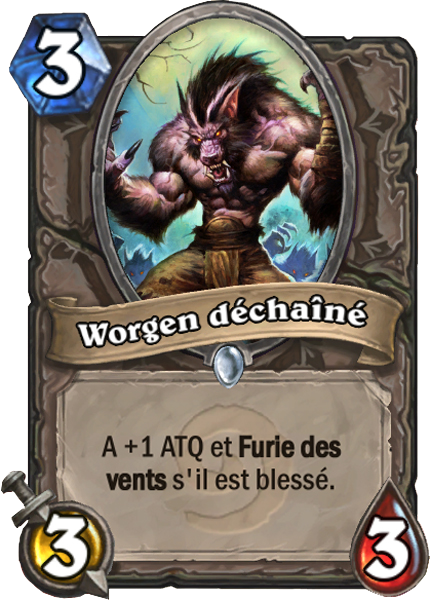 3
Worgen déchaîné
A +1 ATQ et Furie des
vents s'il est blessé.
3
3